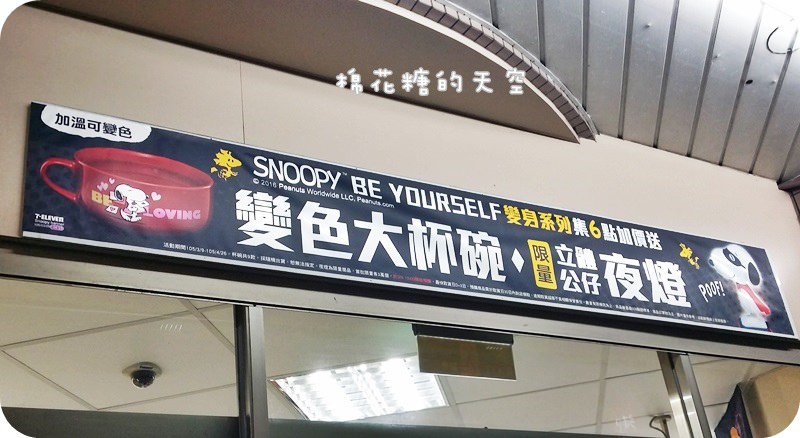 棉花糖的天空
加溫可變色
SNOOPY™ BE YOURSELF 變身系列 集6點加價送
© 2016 Peanuts Worldwide LLC, Peanuts.com
BE LOVING
7-ELEVEN
變色大杯碗、限量 立體公仔 夜燈
POOF!